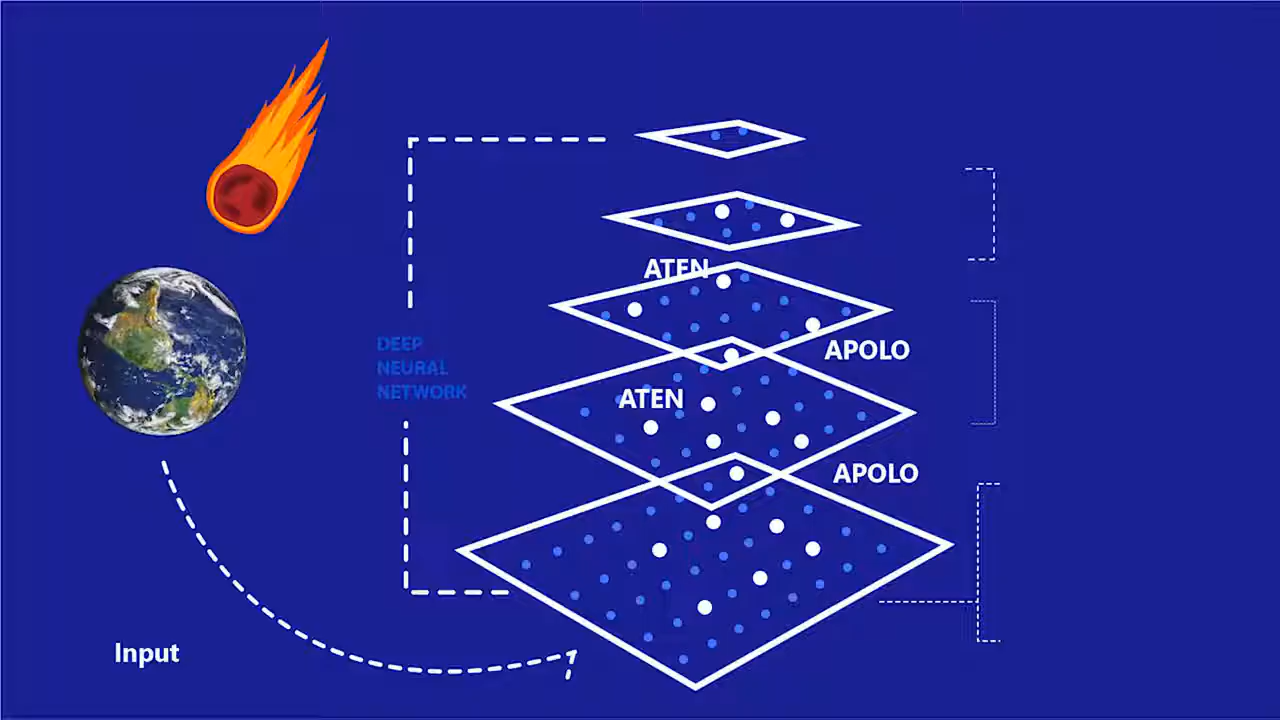 ATEN
APOLO
DEEP
NEURAL
NETWORK
ATEN
APOLO
Input